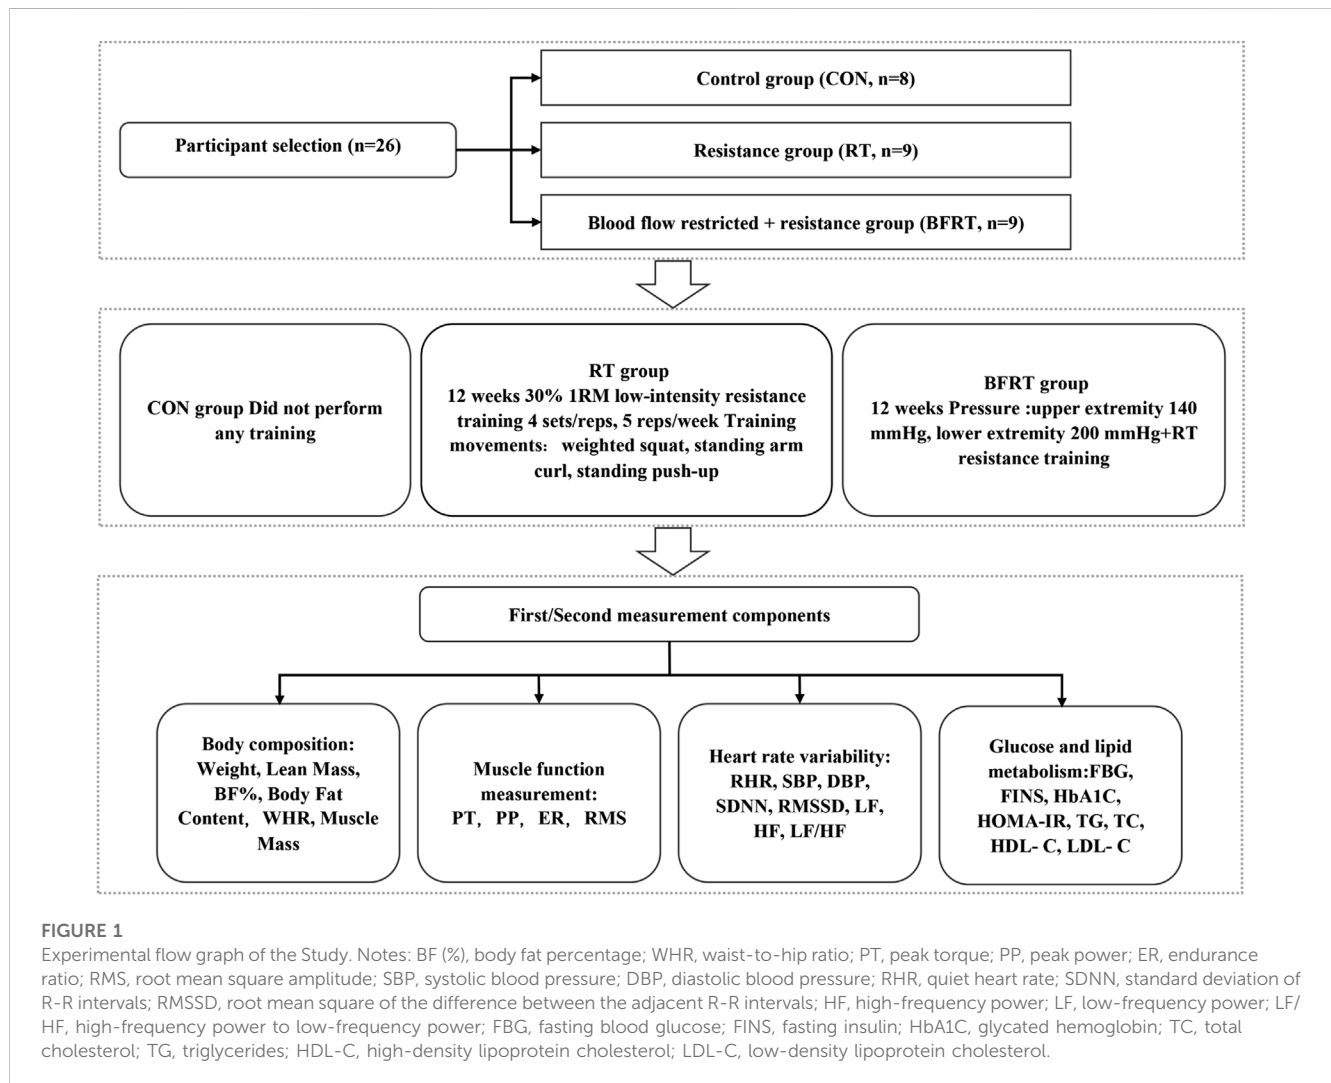 Control group (CON, n=8)
Participant selection (n=26)
Resistance group (RT, n=9)
Blood flow restricted + resistance group (BFRT, n=9)
CON group Did not perform
any training
RT group
12 weeks 30% 1RM low-intensity resistance
training 4 sets/reps, 5 reps/week Training
movements: weighted squat, standing arm
curl, standing push-up
BFRT group
12 weeks Pressure :upper extremity 140
mmHg, lower extremity 200 mmHg+RT
resistance training
First/Second measurement components
Body composition:
Weight, Lean Mass,
BF%, Body Fat
Content, WHR, Muscle
Mass
Muscle function
measurement:
PT, PP, ER, RMS
Heart rate variability:
RHR, SBP, DBP,
SDNN, RMSSD, LF,
HF, LF/HF
Glucose and lipid
metabolism:FBG,
FINS, HbA1C,
HOMA-IR, TG, TC,
HDL- C, LDL- C
FIGURE 1
Experimental flow graph of the Study. Notes: BF (%), body fat percentage; WHR, waist-to-hip ratio; PT, peak torque; PP, peak power; ER, endurance
ratio; RMS, root mean square amplitude; SBP, systolic blood pressure; DBP, diastolic blood pressure; RHR, quiet heart rate; SDNN, standard deviation of
R-R intervals; RMSSD, root mean square of the difference between the adjacent R-R intervals; HF, high-frequency power; LF, low-frequency power; LF/
HF, high-frequency power to low-frequency power; FBG, fasting blood glucose; FINS, fasting insulin; HbA1C, glycated hemoglobin; TC, total
cholesterol; TG, triglycerides; HDL-C, high-density lipoprotein cholesterol; LDL-C, low-density lipoprotein cholesterol.